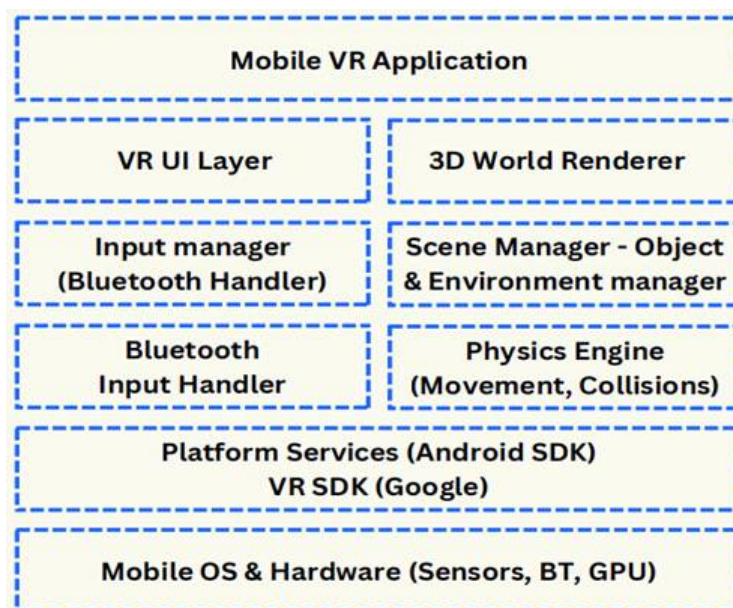 Mobile VR Application
VR UI Layer
3D World Renderer
Input manager
(Bluetooth Handler)
Scene Manager - Object
& Environment manager
Bluetooth
Input Handler
Physics Engine
(Movement, Collisions)
Platform Services (Android SDK)
VR SDK (Google)
Mobile OS & Hardware (Sensors, BT, GPU)